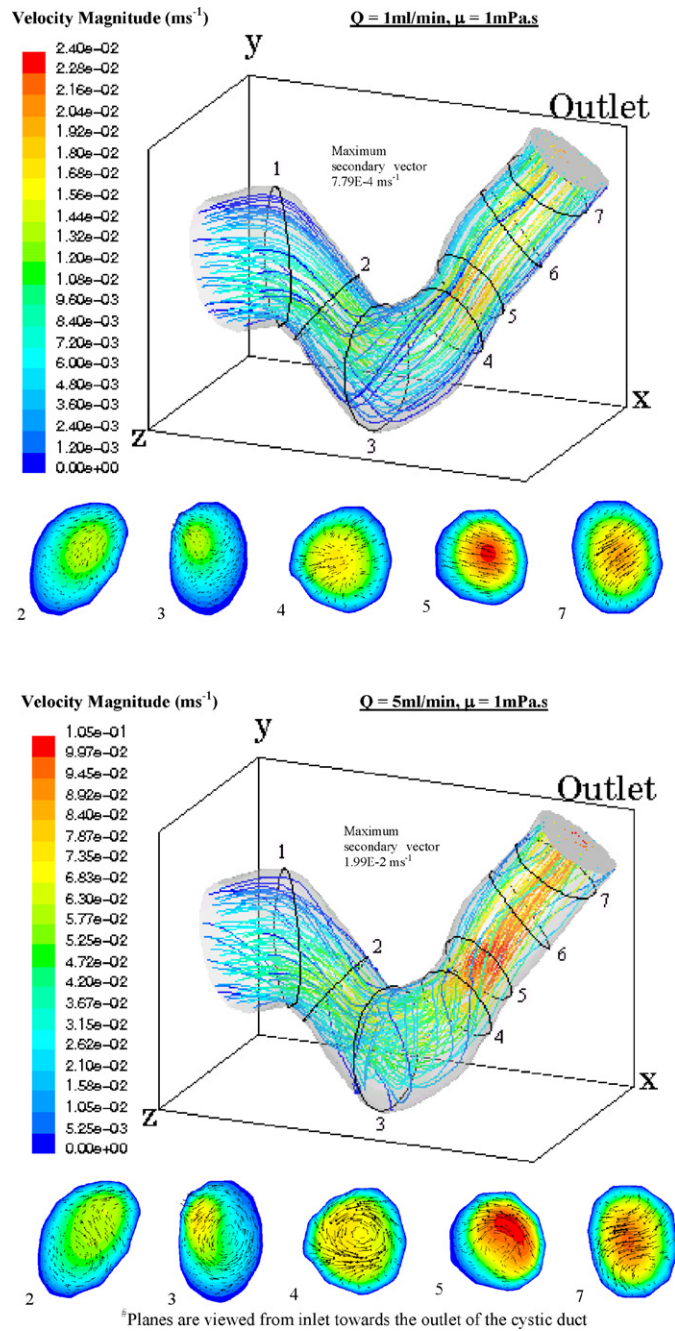 Velocity Magnitude (ms-1)
Q = 1ml/min, μ = 1mPa.s
2.40e-02
2.28e-02
2.16e-02
2.04e-02
1.92e-02
1.80e-02
1.68e-02
1.56e-02
1.44e-02
1.32e-02
1.20e-02
1.08e-02
9.60e-03
8.40e-03
7.20e-03
6.00e-03
4.80e-03
3.60e-03
2.40e-03
1.20e-03
0.00e+00
y
Outlet
Maximum
secondary vector
7.79E-4 ms-1
1
2
3
4
5
6
7
x
z
2
3
4
5
7
Velocity Magnitude (ms-1)
Q = 5ml/min, μ = 1mPa.s
1.05e-01
9.97e-02
9.45e-02
8.92e-02
8.40e-02
7.87e-02
7.35e-02
6.83e-02
6.30e-02
5.77e-02
5.25e-02
4.72e-02
4.20e-02
3.67e-02
3.15e-02
2.62e-02
2.10e-02
1.58e-02
1.05e-02
5.25e-03
0.00e+00
y
Outlet
Maximum
secondary vector
1.99E-2 ms-1
1
2
3
4
5
6
7
x
z
2
3
4
5
7
#Planes are viewed from inlet towards the outlet of the cystic duct